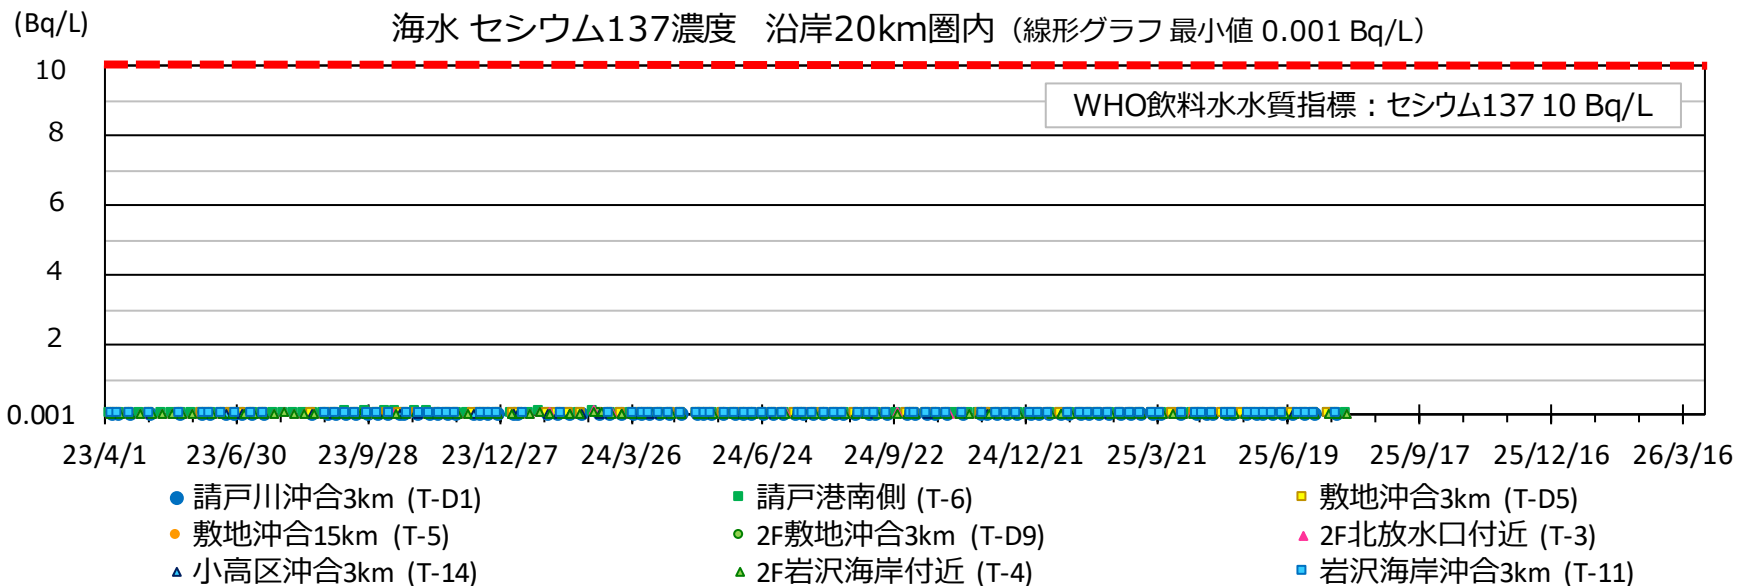 (Bq/L)
海水 セシウム137濃度 沿岸20km圏内（線形グラフ 最小値 0.001 Bq/L）
10
WHO飲料水水質指標：セシウム137 10 Bq/L
8
6
4
2
0.001
23/4/1 23/6/30 23/9/28 23/12/27 24/3/26 24/6/24 24/9/22 24/12/21 25/3/21 25/6/19 25/9/17 25/12/16 26/3/16
請戸川沖合3km (T-D1) 請戸港南側 (T-6) 敷地沖合3km (T-D5)
敷地沖合15km (T-5) 2F敷地沖合3km (T-D9) 2F北放水口付近 (T-3)
小高区沖合3km (T-14) 2F岩沢海岸付近 (T-4) 岩沢海岸沖合3km (T-11)